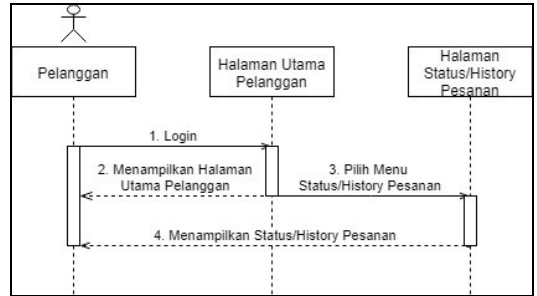 Pelanggan
Halaman Utama
Pelanggan
Halaman
Status/History
Pesanan
1. Login
2. Menampilkan Halaman
Utama Pelanggan
3. Pilih Menu
Status/History Pesanan
4. Menampilkan Status/History Pesanan